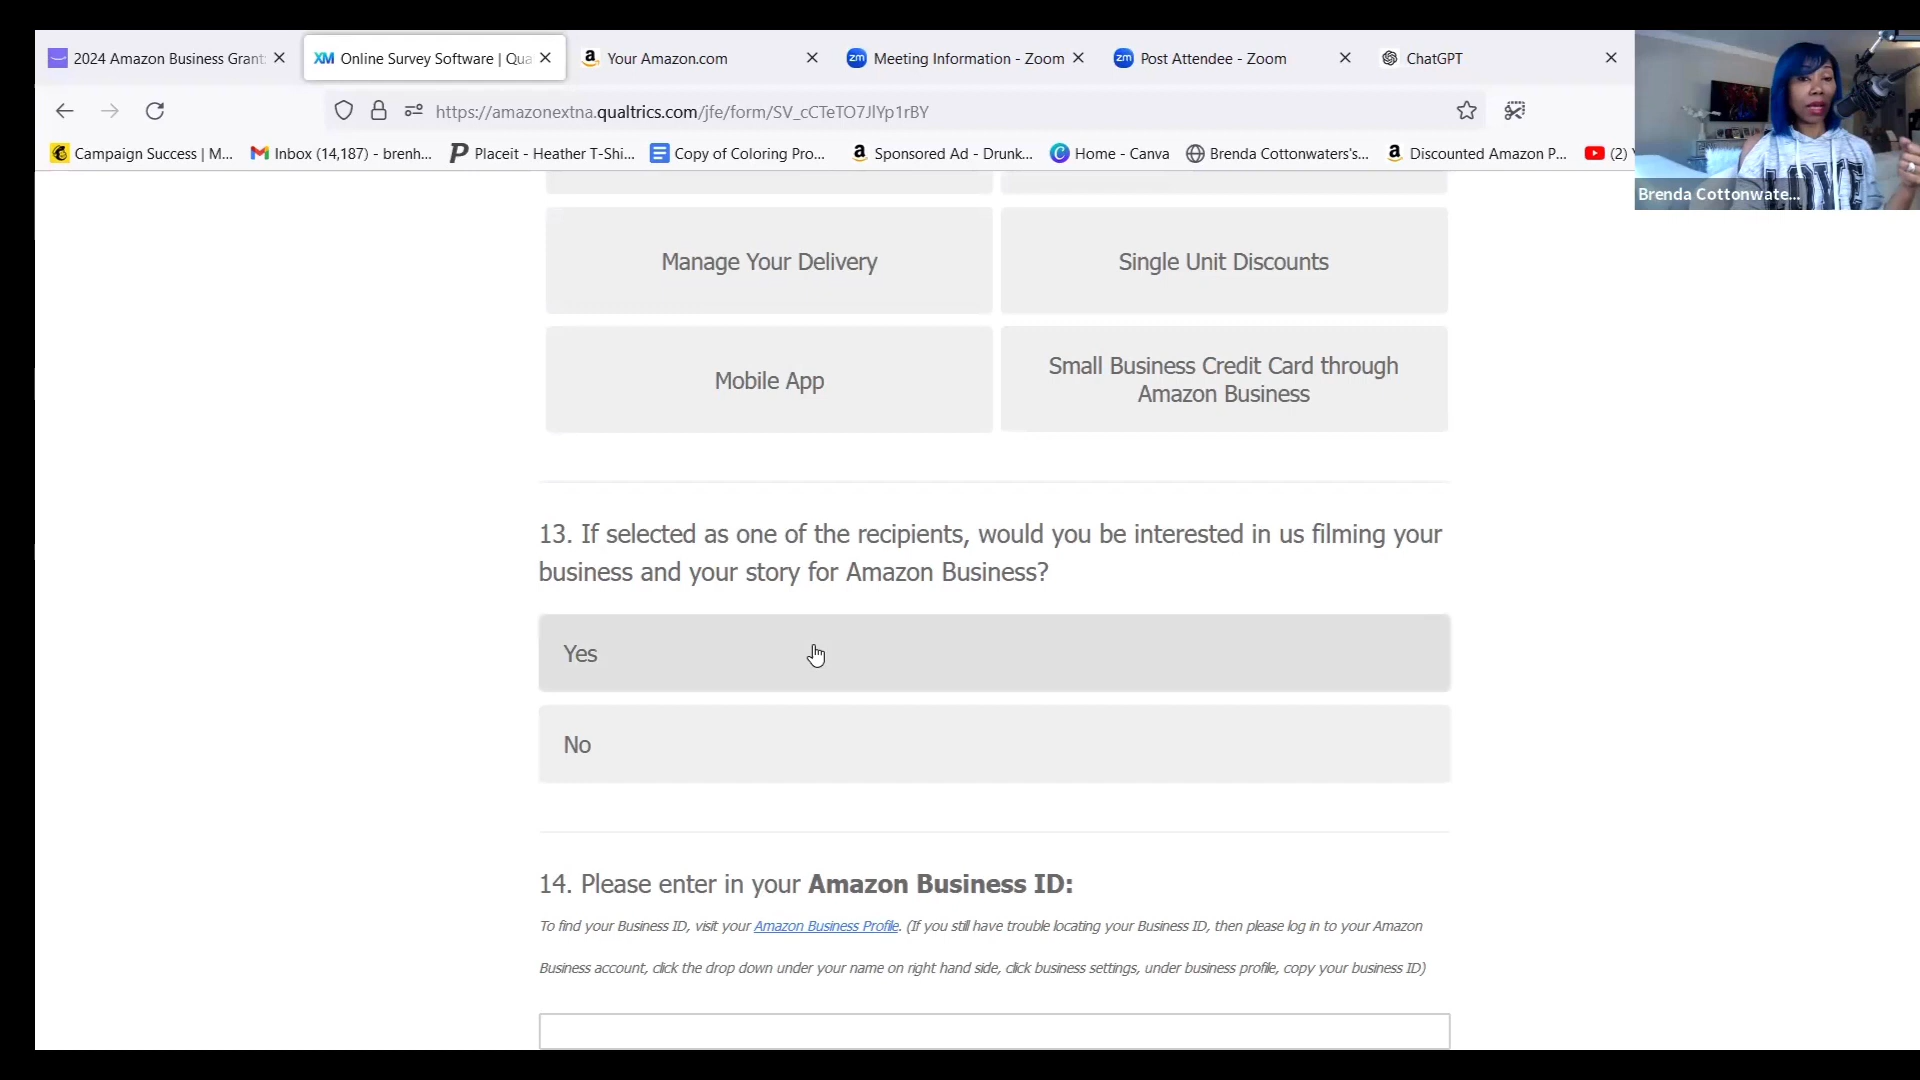 2024 Amazon Business Grant
XM Online Survey Software | Qua
Your Amazon.com
zm Meeting Information - Zoom
zm Post Attendee - Zoom
ChatGPT
https://amazonextna.qualtrics.com/jfe/form/SV_cCTeTO7JlYp1rBY
Campaign Success | M...
Inbox (14,187) - brenh...
Placeit - Heather T-Shi...
Copy of Coloring Pro...
Sponsored Ad - Drunk...
Home - Canva
Brenda Cottonwaters's...
Discounted Amazon P...
(2)
LOVE
Brenda Cottonwate...
Manage Your Delivery
Single Unit Discounts
Mobile App
Small Business Credit Card through
Amazon Business
13. If selected as one of the recipients, would you be interested in us filming your
business and your story for Amazon Business?
Yes
No
14. Please enter in your Amazon Business ID:
To find your Business ID, visit your Amazon Business Profile. (If you still have trouble locating your Business ID, then please log in to your Amazon
Business account, click the drop down under your name on right hand side, click business settings, under business profile, copy your business ID)